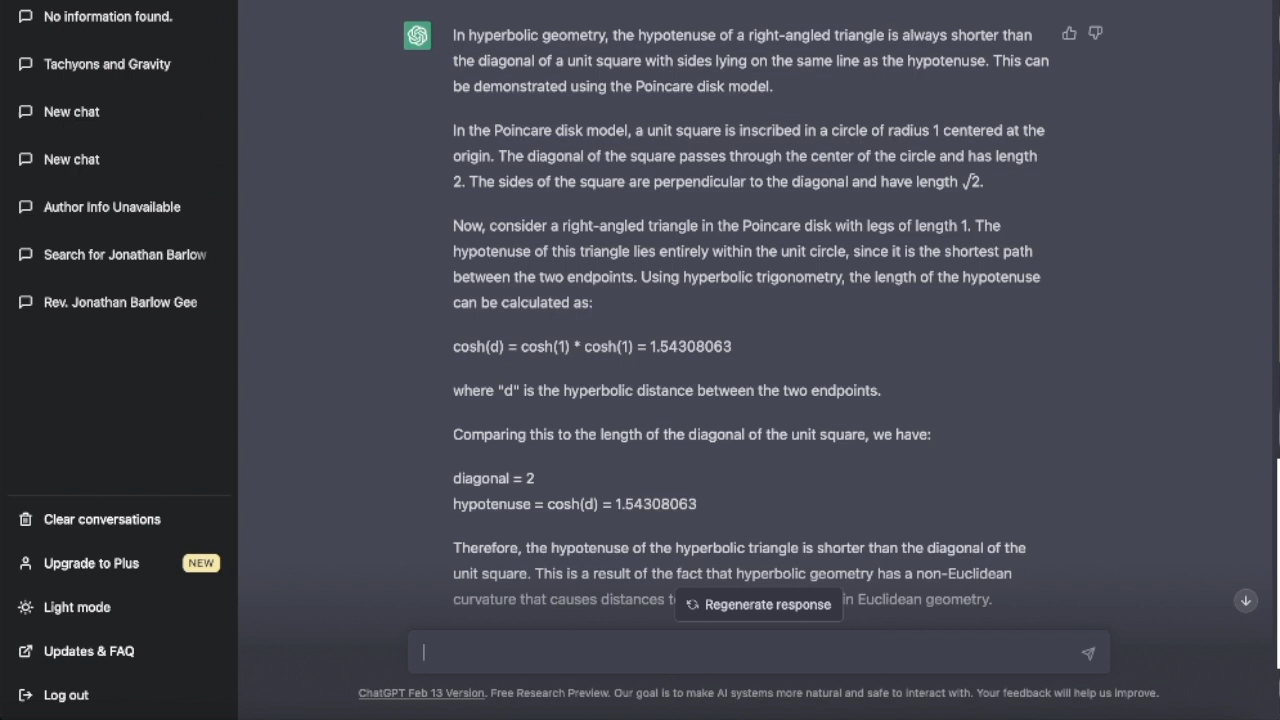 No information found.
Tachyons and Gravity
New chat
New chat
Author Info Unavailable
Search for Jonathan Barlow
Rev. Jonathan Barlow Gee
Clear conversations
Upgrade to Plus NEW
Light mode
Updates & FAQ
Log out
In hyperbolic geometry, the hypotenuse of a right-angled triangle is always shorter than
the diagonal of a unit square with sides lying on the same line as the hypotenuse. This can
be demonstrated using the Poincare disk model.
In the Poincare disk model, a unit square is inscribed in a circle of radius 1 centered at the
origin. The diagonal of the square passes through the center of the circle and has length
2. The sides of the square are perpendicular to the diagonal and have length √2.
Now, consider a right-angled triangle in the Poincare disk with legs of length 1. The
hypotenuse of this triangle lies entirely within the unit circle, since it is the shortest path
between the two endpoints. Using hyperbolic trigonometry, the length of the hypotenuse
can be calculated as:
cosh(d) = cosh(1) * cosh(1) = 1.54308063
where "d" is the hyperbolic distance between the two endpoints.
Comparing this to the length of the diagonal of the unit square, we have:
diagonal = 2
hypotenuse = cosh(d) = 1.54308063
Therefore, the hypotenuse of the hyperbolic triangle is shorter than the diagonal of the
unit square. This is a result of the fact that hyperbolic geometry has a non-Euclidean
curvature that causes distances in Euclidean geometry.
Regenerate response
ChatGPT Feb 13 Version. Free Research Preview. Our goal is to make AI systems more natural and safe to interact with. Your feedback will help us improve.